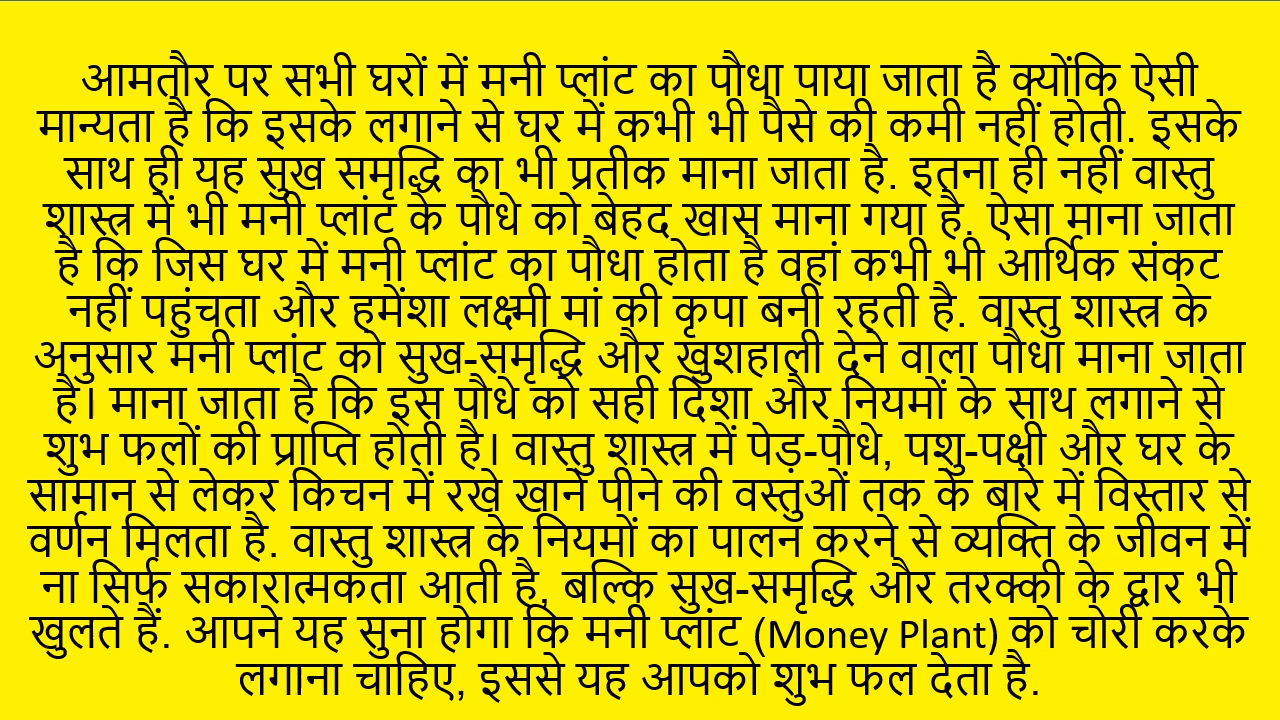 आमतौर पर सभी घरों में मनी प्लांट का पौधा पाया जाता है क्योंकि ऐसी
मान्यता है कि इसके लगाने से घर में कभी भी पैसे की कमी नहीं होती. इसके
साथ ही यह सुख समृद्धि का भी प्रतीक माना जाता है. इतना ही नहीं वास्तु
शास्त्र में भी मनी प्लांट के पौधे को बेहद खास माना गया है. ऐसा माना जाता
है कि जिस घर में मनी प्लांट का पौधा होता है वहां कभी भी आर्थिक संकट
नहीं पहुंचता और हमेंशा लक्ष्मी मां की कृपा बनी रहती है. वास्तु शास्त्र के
अनुसार मनी प्लांट को सुख-समृद्धि और खुशहाली देने वाला पौधा माना जाता
है। माना जाता है कि इस पौधे को सही दिशा और नियमों के साथ लगाने से
शुभ फलों की प्राप्ति होती है। वास्तु शास्त्र में पेड़-पौधे, पशु-पक्षी और घर के
सामान से लेकर किचन में रखे खाने पीने की वस्तुओं तक के बारे में विस्तार से
वर्णन मिलता है. वास्तु शास्त्र के नियमों का पालन करने से व्यक्ति के जीवन में
ना सिर्फ सकारात्मकता आती है, बल्कि सुख-समृद्धि और तरक्की के द्वार भी
खुलते हैं. आपने यह सुना होगा कि मनी प्लांट (Money Plant) को चोरी करके
लगाना चाहिए, इससे यह आपको शुभ फल देता है.